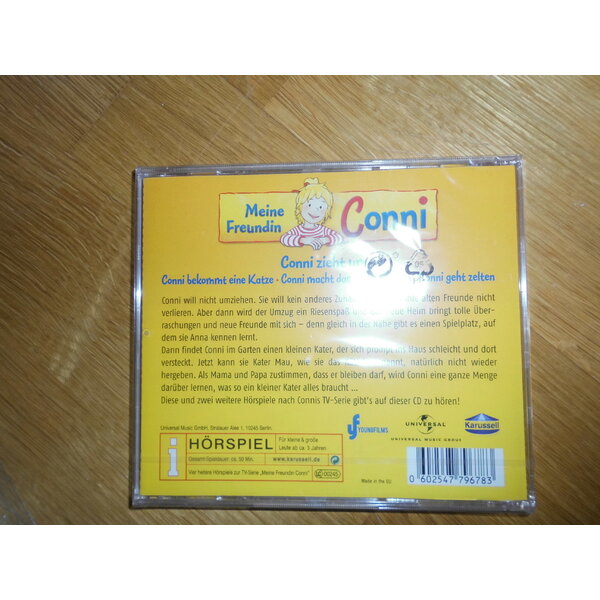 Meine
Freundin
Conni
Conni zieht
Conni bekommt eine Katze · Conni macht geht zelten
Conni will nicht umziehen. Sie will kein anderes alten Freunde nicht
verlieren. Aber dann wird der Umzug ein Riesenspaß und Heim bringt tolle Über-
raschungen und neue Freunde mit sich – denn gleich in der Nähe gibt es einen Spielplatz, auf
dem sie Anna kennen lernt.
Dann findet Conni im Garten einen kleinen Kater, der sich prompt ins Haus schleicht und dort
versteckt. Jetzt kann sie Kater Mau, wie sie das nennt, natürlich nicht wieder
hergeben. Als Mama und Papa zustimmen, dass er bleiben darf, wird Conni eine ganze Menge
darüber lernen, was so ein kleiner Kater alles braucht ...
Diese und zwei weitere Hörspiele nach Connis TV-Serie gibt's auf dieser CD zu hören!
Universal Music GmbH, Stralauer Allee 1, 10245 Berlin.
i HÖRSPIEL
Für kleine & große
Leute ab ca. 3 Jahren
Gesamt-Spieldauer: ca. 50 Min.
www.karussell.de
Vier heitere Hörspiele zur TV-Serie „Meine Freundin Conni"
LC 00245
yf YOUNGFILMS
UNIVERSAL
UNIVERSAL MUSIC GROUP
Karussell
Made in the EU
0 602547 796783